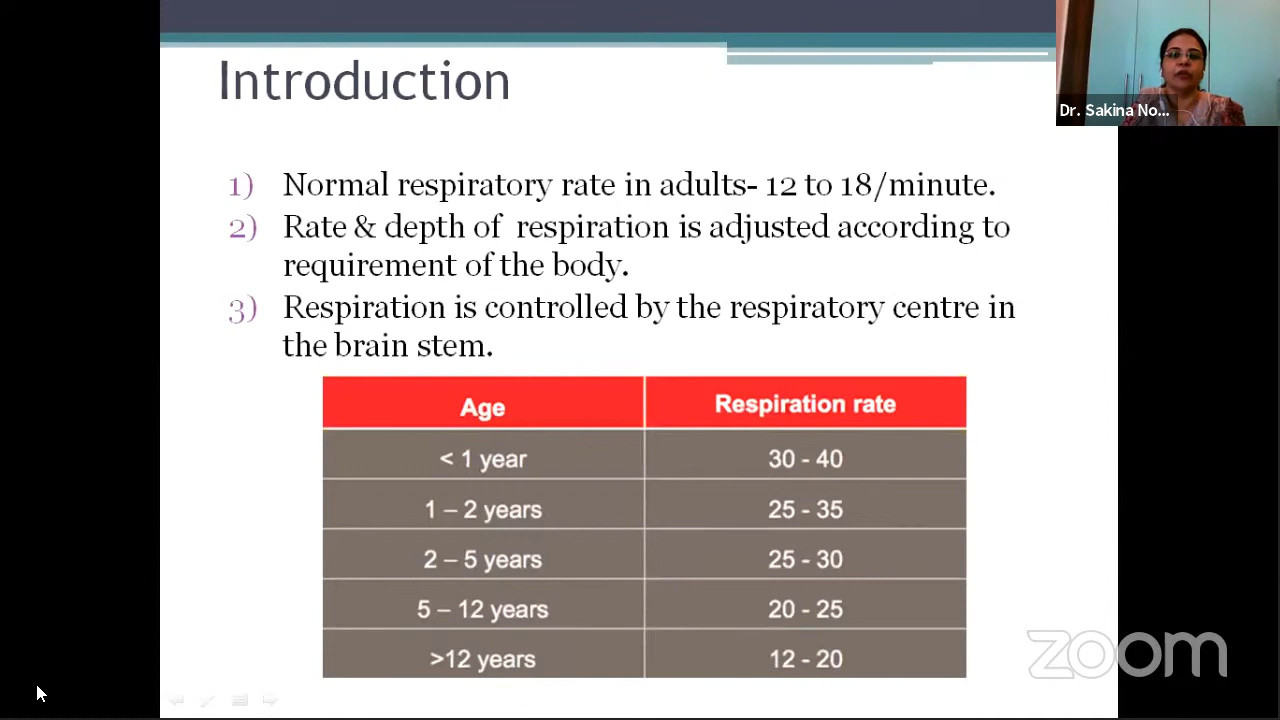 Introduction
Dr. Sakina No...
1) Normal respiratory rate in adults- 12 to 18/minute.
2) Rate & depth of respiration is adjusted according to
requirement of the body.
3) Respiration is controlled by the respiratory centre in
the brain stem.
Age Respiration rate
< 1 year 30 - 40
1 – 2 years 25 - 35
2 – 5 years 25 - 30
5 – 12 years 20 - 25
>12 years 12 - 20
zoom